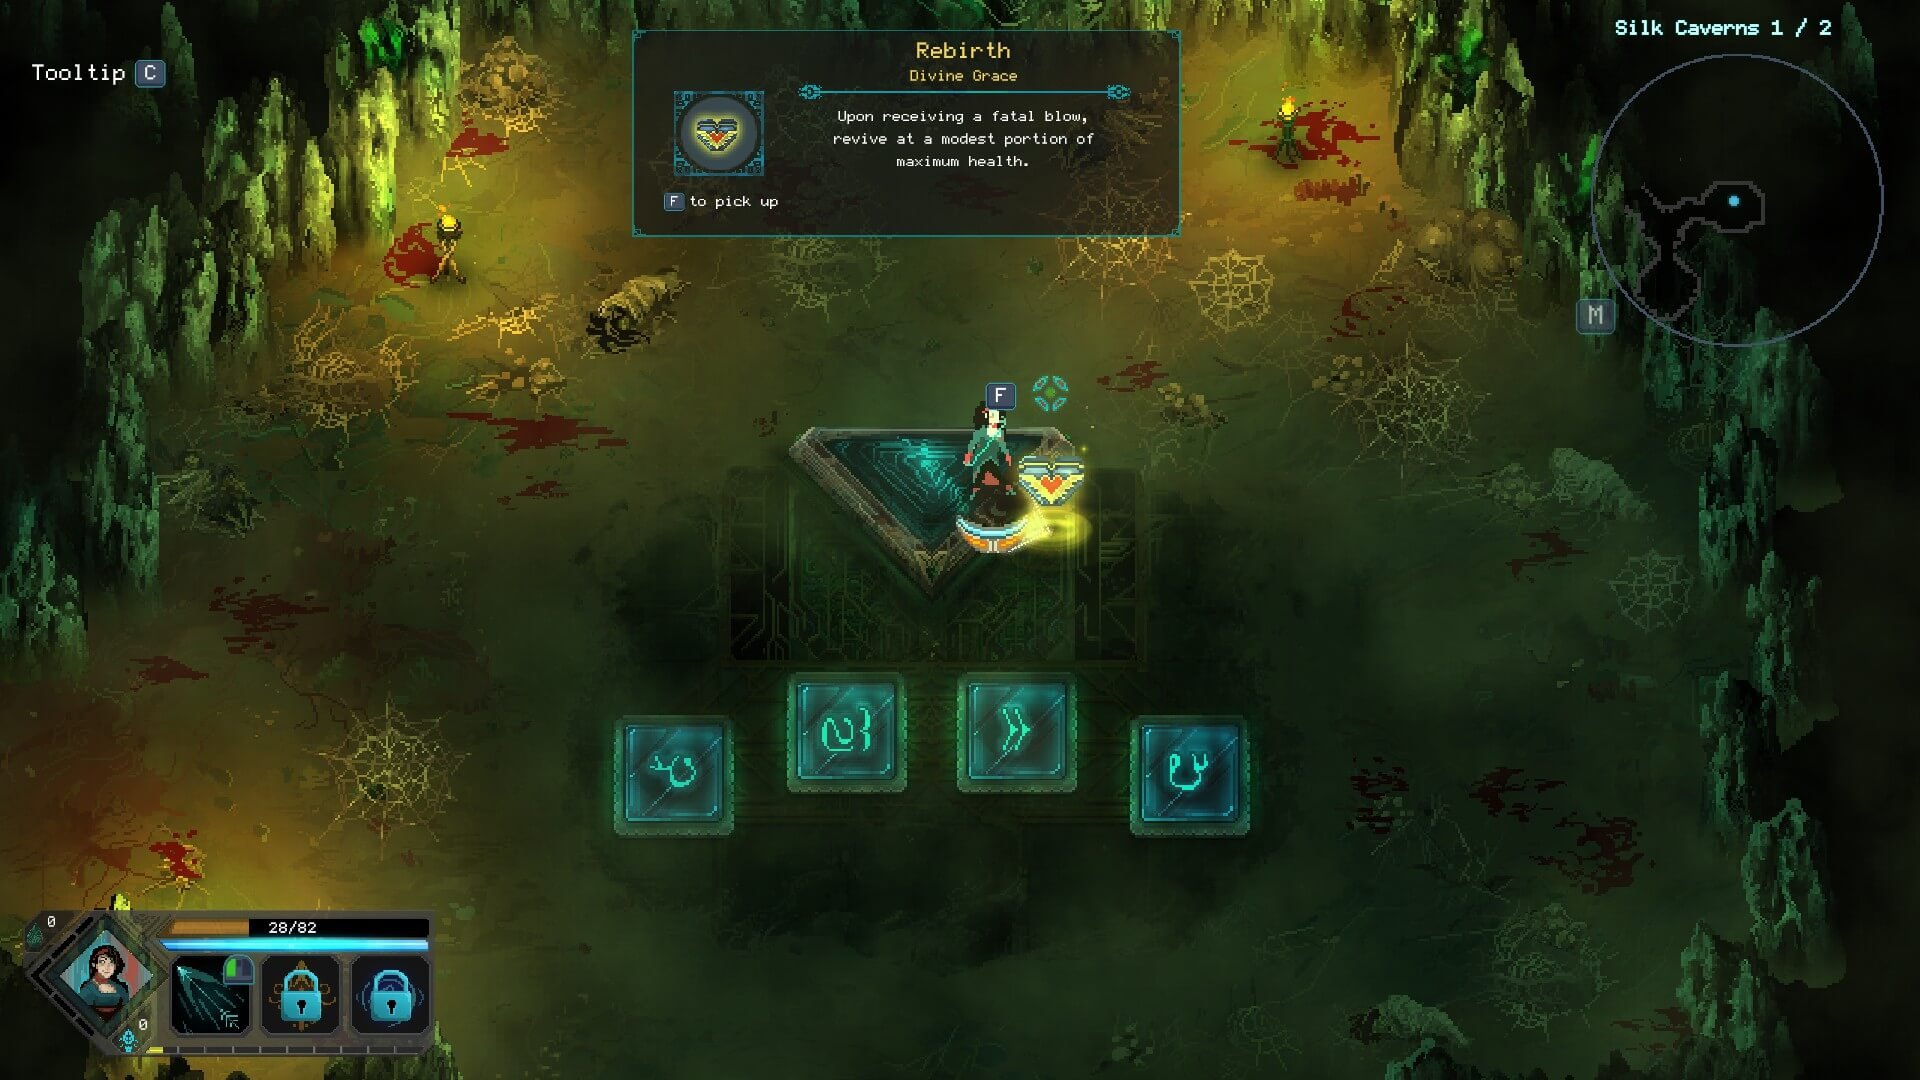 Silk Caverns 1 / 2
Tooltip C
Rebirth
Divine Grace
Upon receiving a fatal blow,
revive at a modest portion of
maximum health.
F to pick up
M
F
0
28/82
0